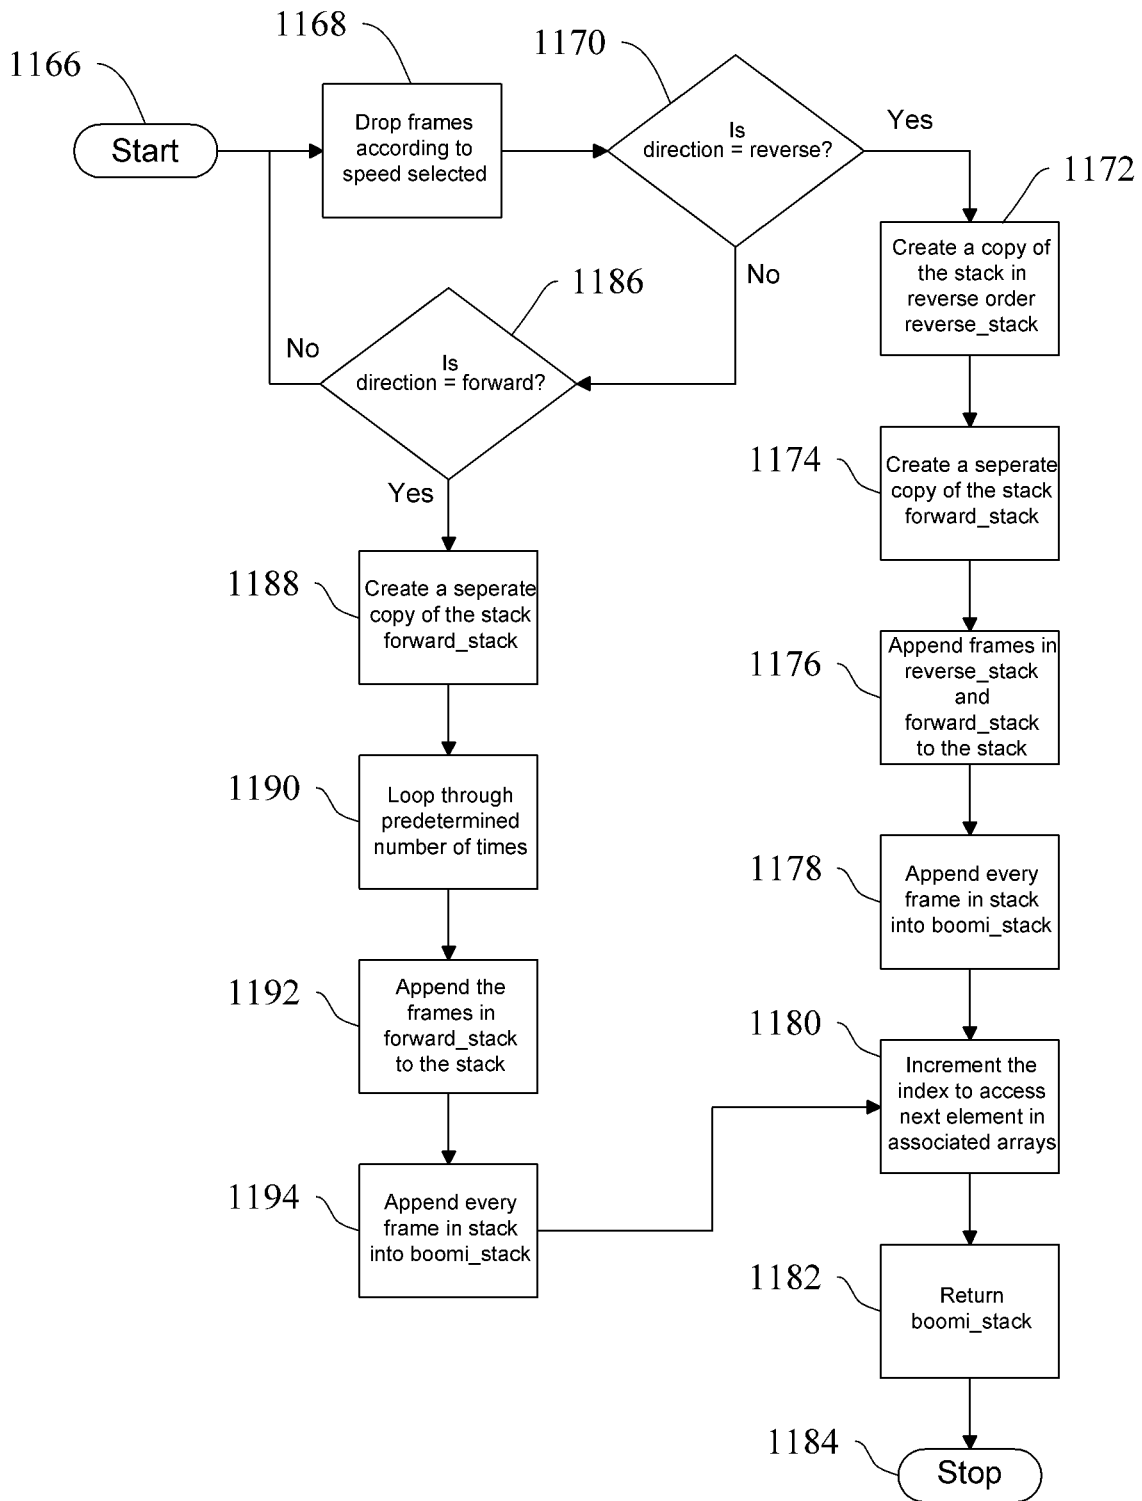 1166
Start
1168
Drop frames
according to
speed selected
1170
Is
direction = reverse?
Yes
No
1172
Create a copy of
the stack in
reverse order
reverse_stack
1174
Create a seperate
copy of the stack
forward_stack
1176
Append frames in
reverse_stack
and
forward_stack
to the stack
1178
Append every
frame in stack
into boomi_stack
1180
Increment the
index to access
next element in
associated arrays
1182
Return
boomi_stack
1184
Stop
1186
Is
direction = forward?
No
Yes
1188
Create a seperate
copy of the stack
forward_stack
1190
Loop through
predetermined
number of times
1192
Append the
frames in
forward_stack
to the stack
1194
Append every
frame in stack
into boomi_stack